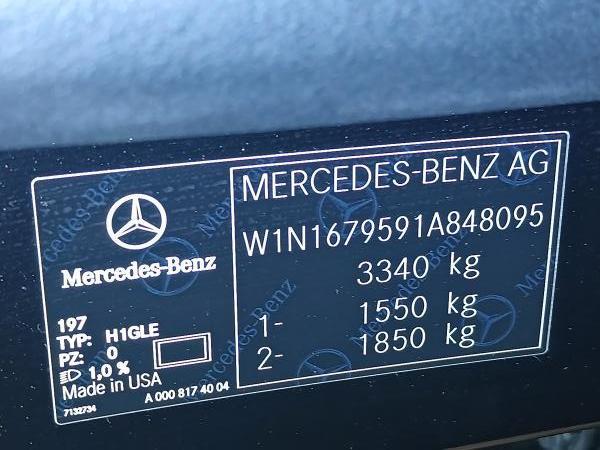 Mercedes-Benz
197
TYP: H1GLE
PZ: 0
1,0 %
Made in USA
A 000 817 40 04
7132734
MERCEDES-BENZ AG
W1N1679591A848095
3340 kg
1- 1550 kg
2- 1850 kg